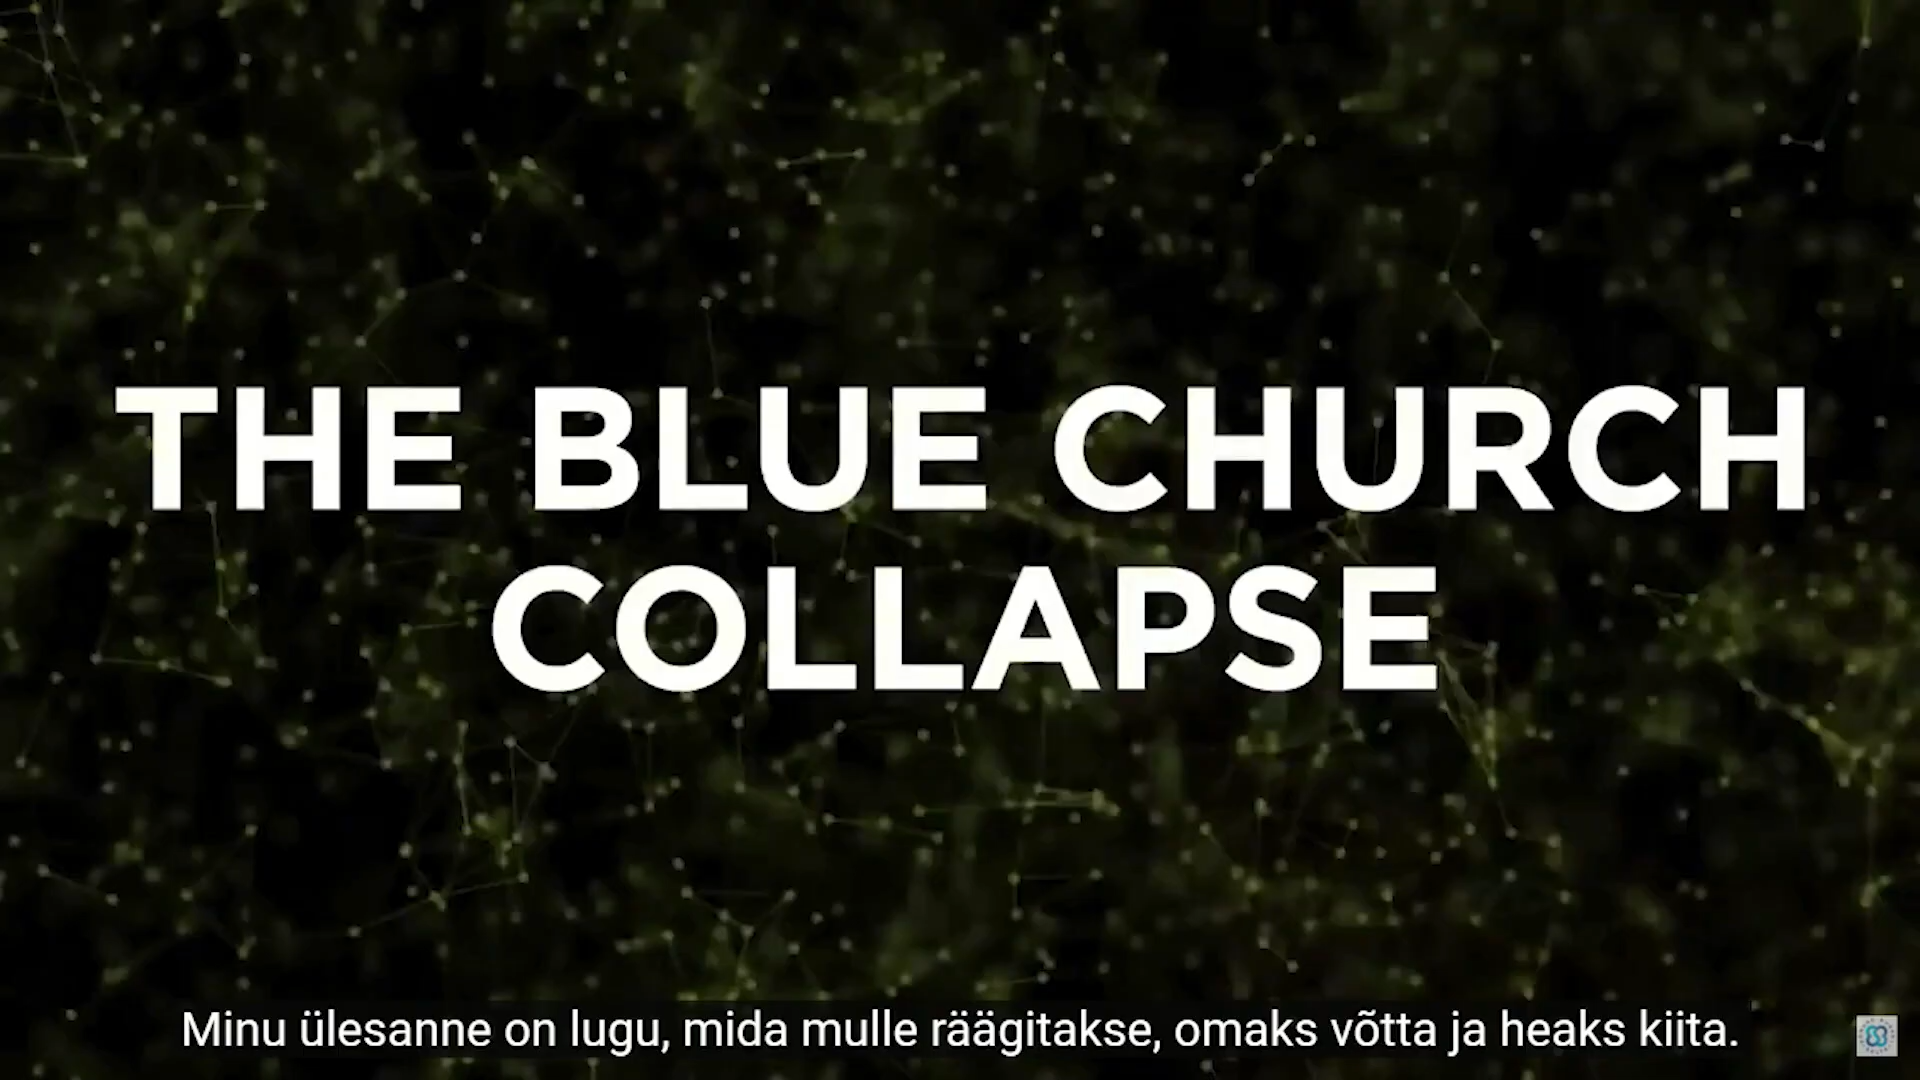 THE BLUE CHURCH
COLLAPSE
Minu ülesanne on lugu, mida mulle räägitakse, omaks võtta ja heaks kiita.